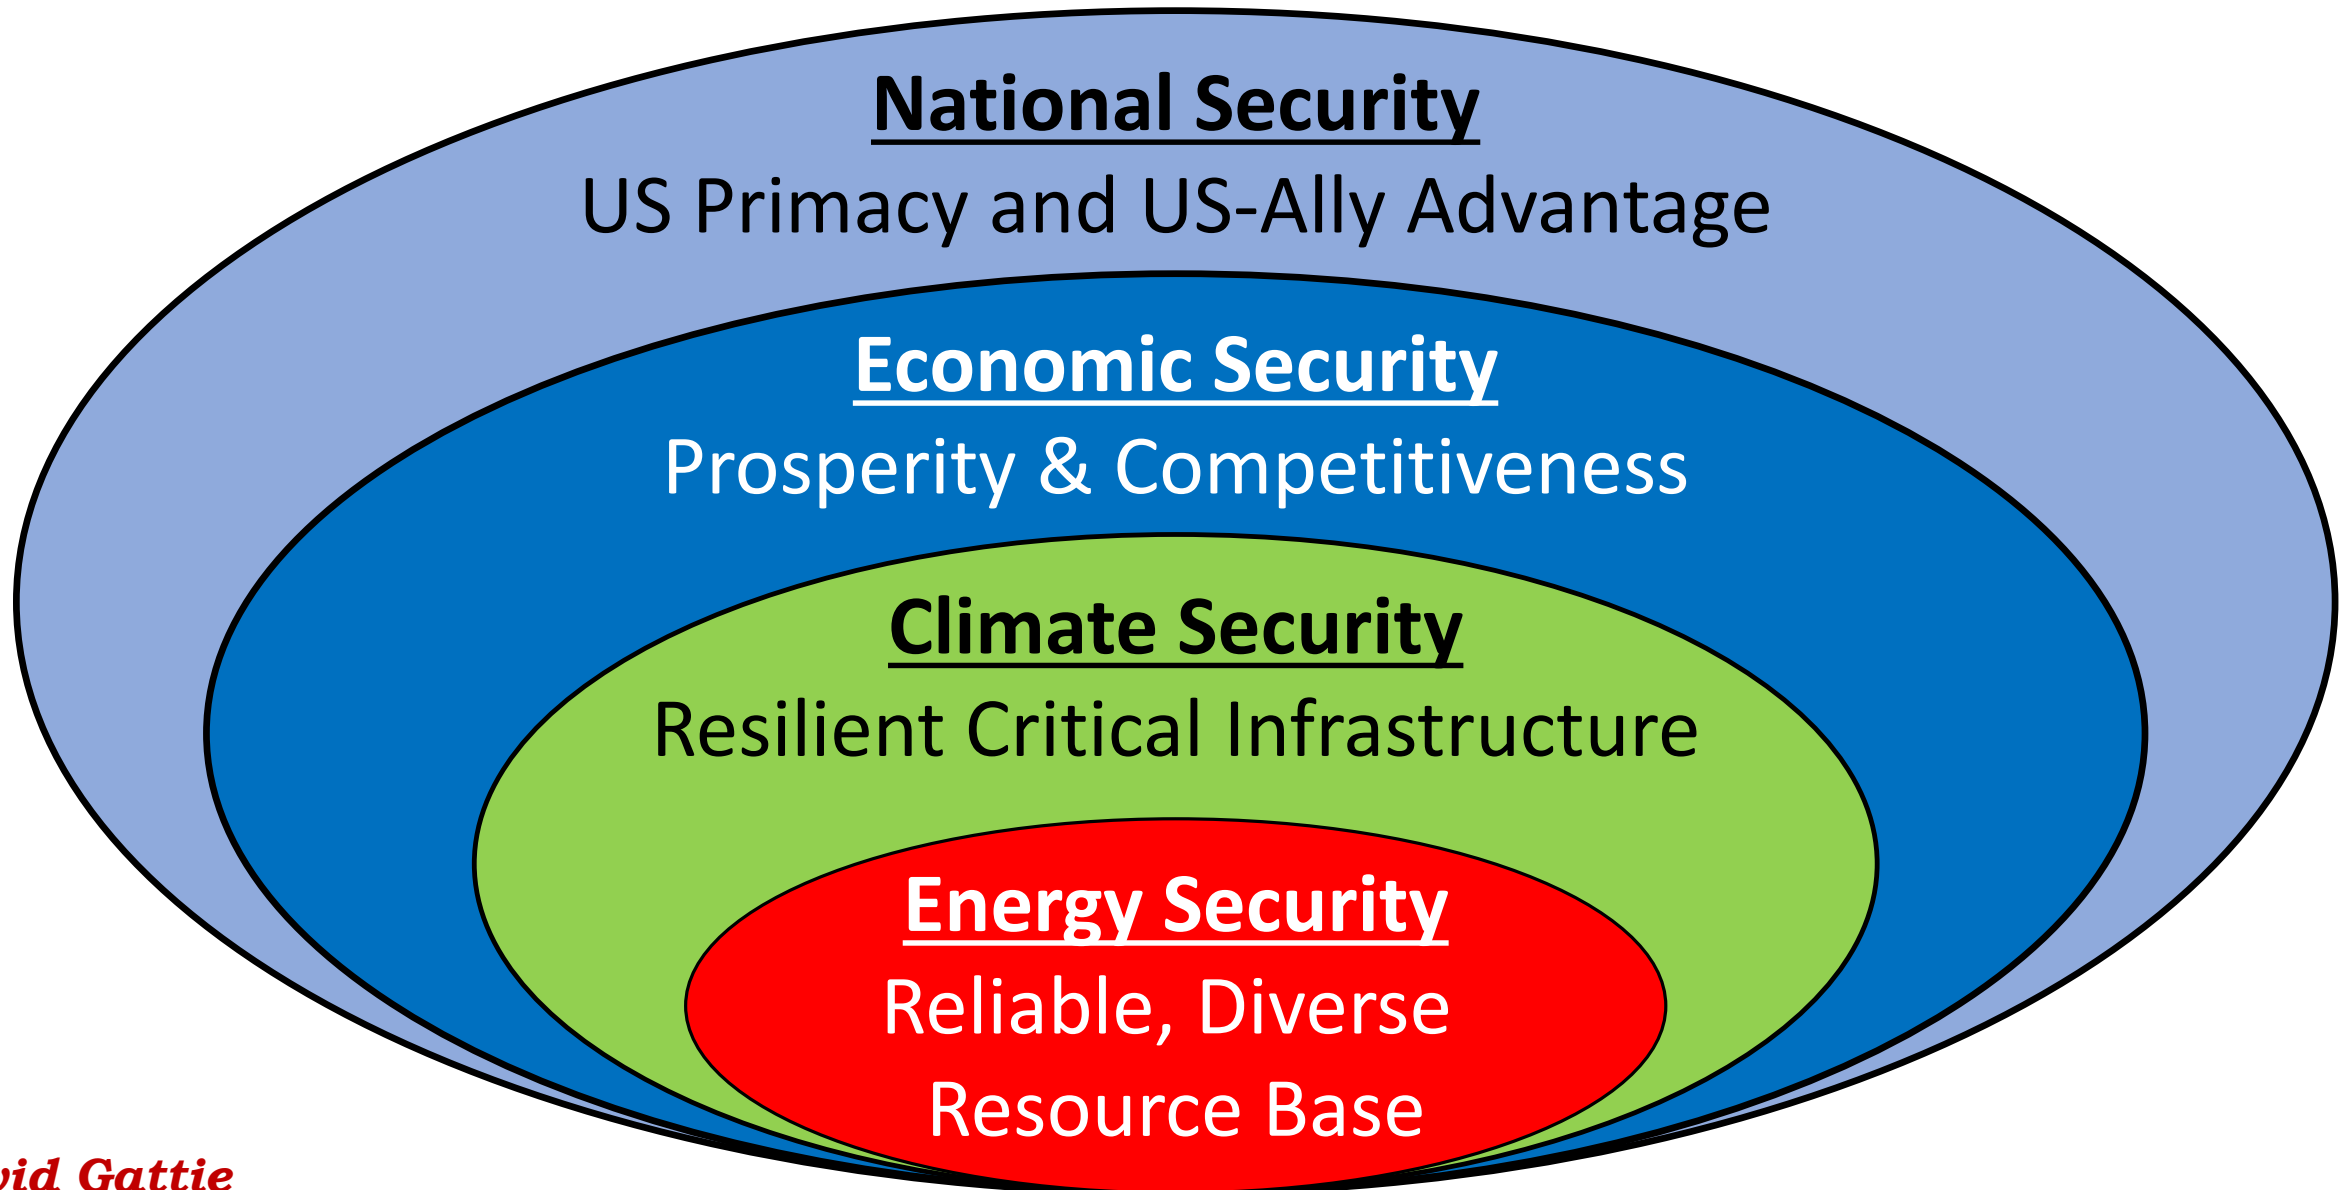 National Security
US Primacy and US-Ally Advantage
Economic Security
Prosperity & Competitiveness
Climate Security
Resilient Critical Infrastructure
Energy Security
Reliable, Diverse
Resource Base
Gattie